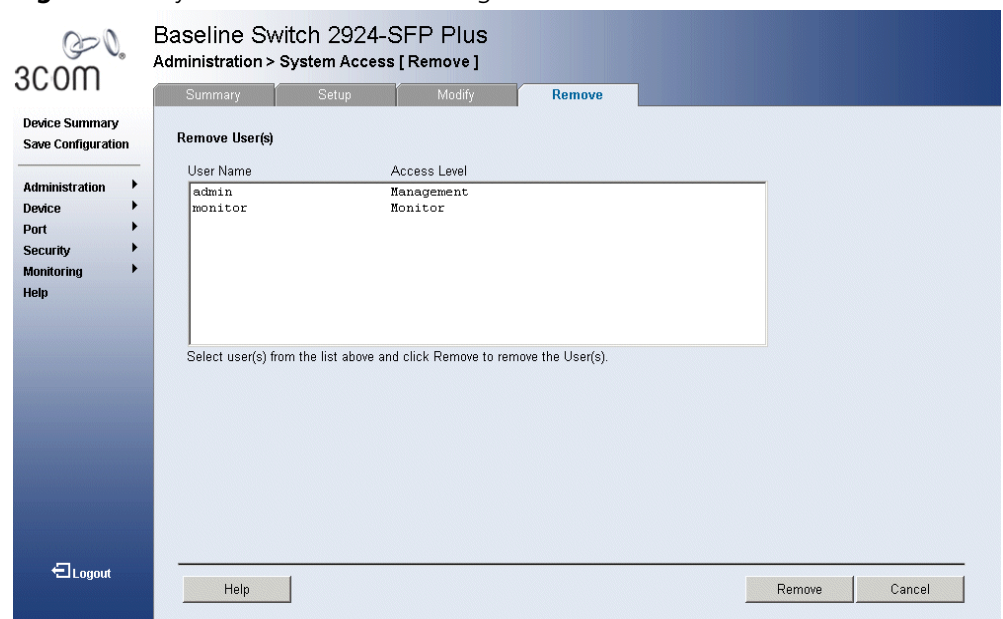 Baseline Switch 2924-SFP Plus
3com
Administration > System Access [ Remove ]
Summary Setup Modify Remove
Device Summary
Save Configuration
Administration
Device
Port
Security
Monitoring
Help
Remove User(s)
User Name Access Level
admin Management
monitor Monitor
Select user(s) from the list above and click Remove to remove the User(s).
Logout
Help Remove Cancel